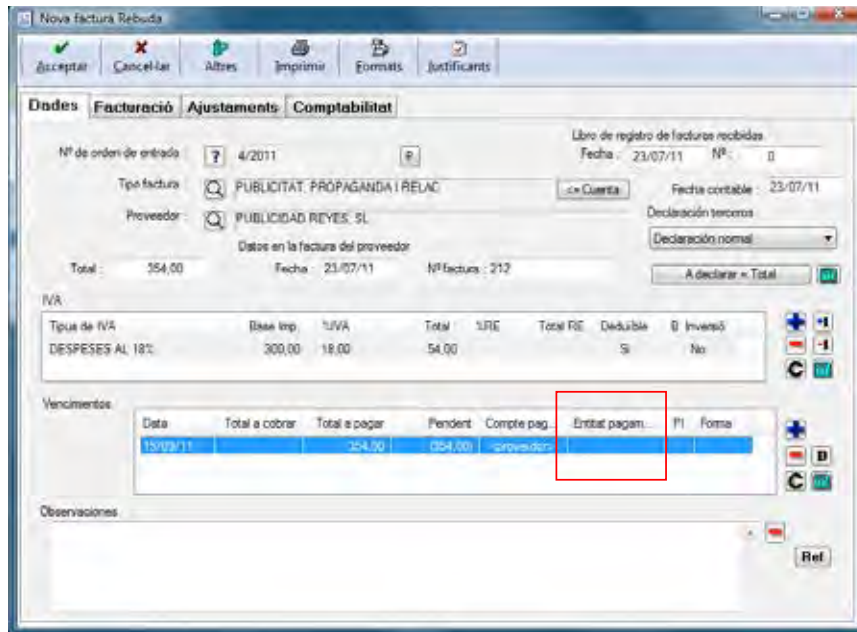 Nova factura Rebuda
Acceptar Cancel·lar Altres Imprimir Formats Justificants
Dades Facturació Ajustaments Comptabilitat
Libro de registro de facturas recibidas
Nº de orden de entrada : ? 4/2011 R Fecha : 23/07/11 Nº : 0
Tipo factura : PUBLICITAT, PROPAGANDA I RELAC <= Cuenta Fecha contable : 23/07/11
Proveedor : PUBLICIDAD REYES, SL Declaración terceros
Datos en la factura del proveedor Declaración normal
Total : 354,00 Fecha : 23/07/11 Nº factura : 212 A declarar = Total
IVA
Tipus de IVA Base Imp. %IVA Total %RE Total RE Deduïble B. Inversió
DESPESES AL 18% 300,00 18,00 54,00 Si No
C
Vencimientos
Data Total a cobrar Total a pagar Pendent Compte pag... Entitat pagam... PI Forma
15/09/11 354,00 (354,00) <proveïdor>
D
C
Observaciones
Ref